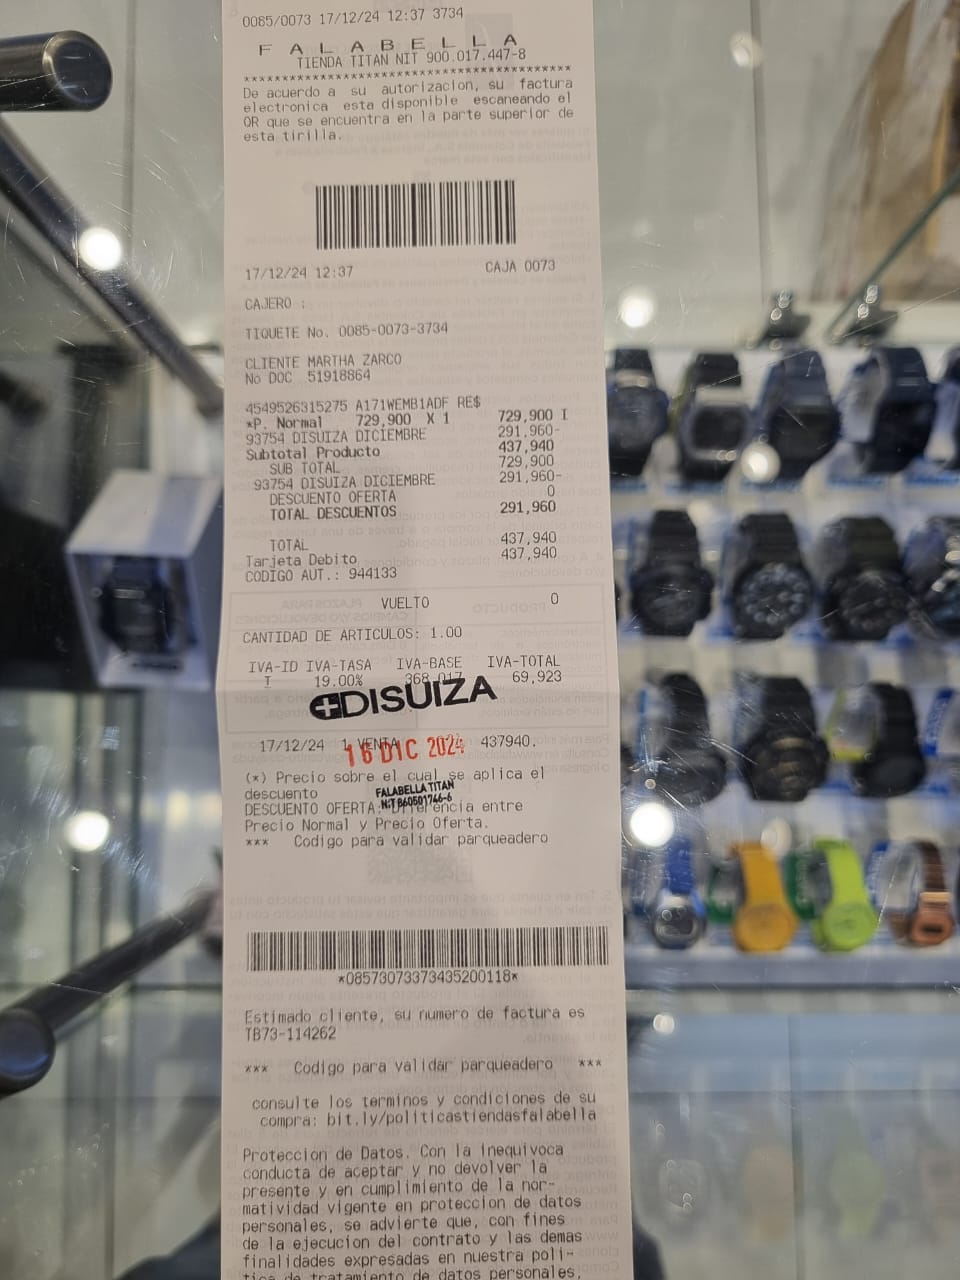 0085/0073 17/12/24 12:37 3734
F A L A B E L L A
TIENDA TITAN NIT 900.017.447-8
******************************************
De acuerdo a su autorizacion, su factura
electronica esta disponible escaneando el
QR que se encuentra en la parte superior de
esta tirilla.
17/12/24 12:37 CAJA 0073
CAJERO :
TIQUETE No. 0085-0073-3734
CLIENTE MARTHA ZARCO
No DOC 51918864
4549526315275 A171WEMB1ADF RE$
*P. Normal 729,900 X 1 729,900 I
93754 DISUIZA DICIEMBRE 291,960-
Subtotal Producto 437,940
SUB TOTAL 729,900
93754 DISUIZA DICIEMBRE 291,960-
DESCUENTO OFERTA 0
TOTAL DESCUENTOS 291,960
TOTAL 437,940
Tarjeta Debito 437,940
CODIGO AUT.: 944133
VUELTO 0
CANTIDAD DE ARTICULOS: 1.00
IVA-ID IVA-TASA IVA-BASE IVA-TOTAL
I 19.00% 368,017 69,923
DISUIZA
17/12/24 1 VENTA 437940.
16 DIC 2024
(*) Precio sobre el cual se aplica el
descuento
FALABELLA TITAN
NIT 860501746-6
DESCUENTO OFERTA: Diferencia entre
Precio Normal y Precio Oferta.
*** Codigo para validar parqueadero
*08573073373435200118*
Estimado cliente, su numero de factura es
TB73-114262
*** Codigo para validar parqueadero ***
consulte los terminos y condiciones de su
compra: bit.ly/politicastiendasfalabella
Proteccion de Datos. Con la inequivoca
conducta de aceptar y no devolver la
presente y en cumplimiento de la nor-
matividad vigente en proteccion de datos
personales, se advierte que, con fines
de la ejecucion del contrato y las demas
finalidades expresadas en nuestra poli-
tica de tratamiento de datos personales,